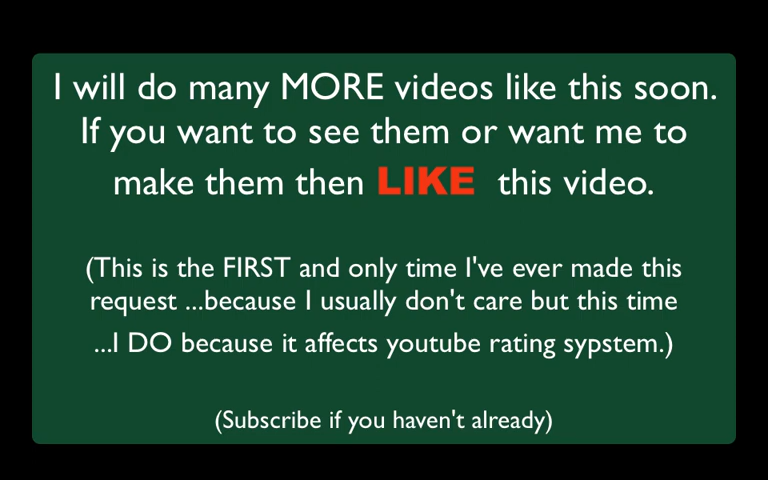 I will do many MORE videos like this soon.
If you want to see them or want me to
make them then LIKE this video.
(This is the FIRST and only time I've ever made this
request ...because I usually don't care but this time
...I DO because it affects youtube rating sypstem.)
(Subscribe if you haven't already)